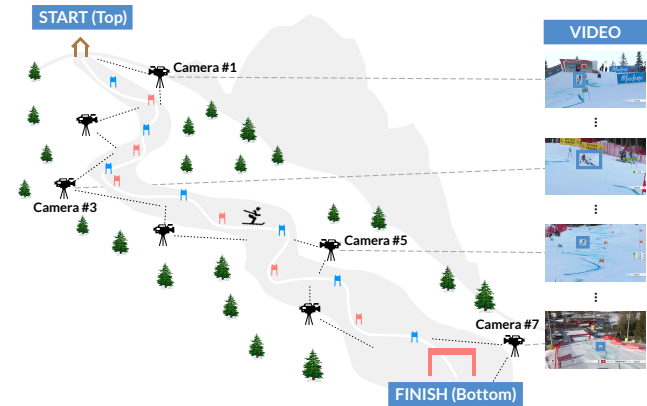 START (Top)
VIDEO
Camera #1
Camera #3
Camera #5
Camera #7
FINISH (Bottom)